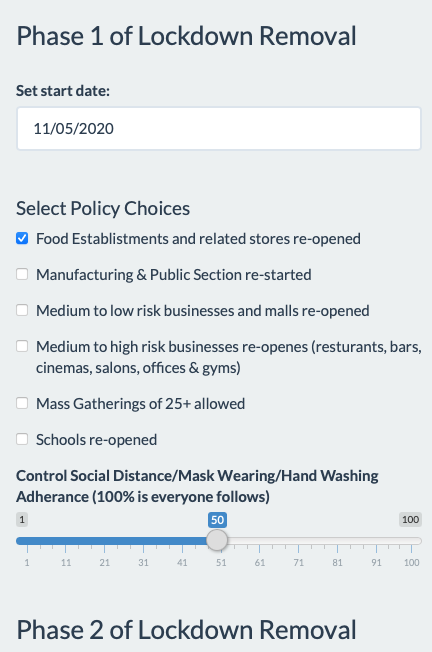 Phase 1 of Lockdown Removal
Set start date:
11/05/2020
Select Policy Choices
Food Establistments and related stores re-opened
Manufacturing & Public Section re-started
Medium to low risk businesses and malls re-opened
Medium to high risk businesses re-openes (resturants, bars,
cinemas, salons, offices & gyms)
Mass Gatherings of 25+ allowed
Schools re-opened
Control Social Distance/Mask Wearing/Hand Washing
Adherance (100% is everyone follows)
1 50 100
1 11 21 31 41 51 61 71 81 91 100
Phase 2 of Lockdown Removal